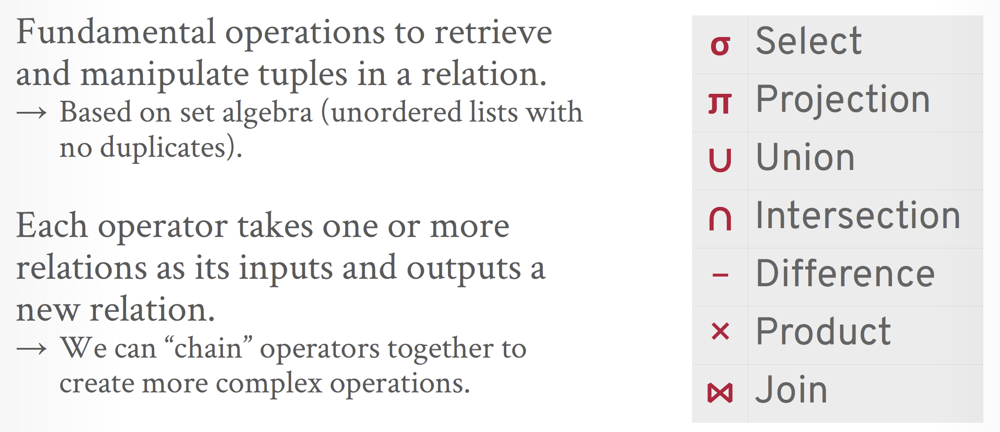 Fundamental operations to retrieve
and manipulate tuples in a relation.
→ Based on set algebra (unordered lists with
no duplicates).
Each operator takes one or more
relations as its inputs and outputs a
new relation.
→ We can “chain” operators together to
create more complex operations.
σ Select
π Projection
∪ Union
∩ Intersection
– Difference
× Product
⋈ Join